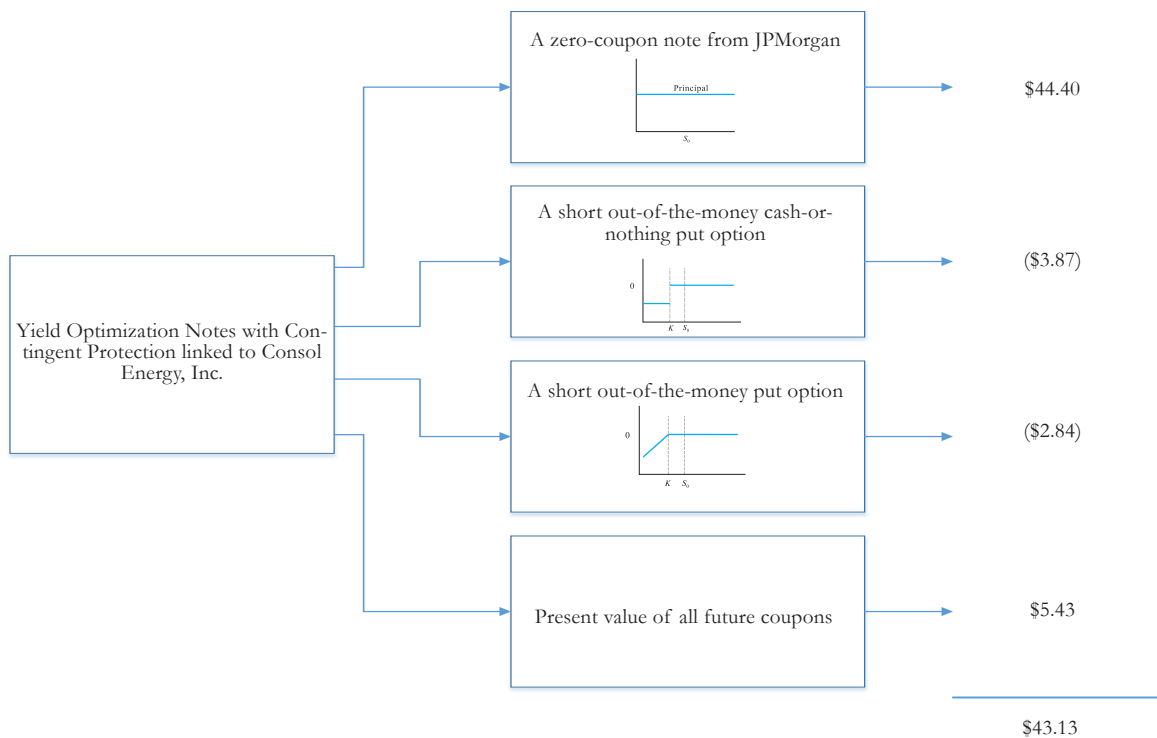 Yield Optimization Notes with Con-
tingent Protection linked to Consol
Energy, Inc.
A zero-coupon note from JPMorgan
Principal
S₀
$44.40
A short out-of-the-money cash-or-
nothing put option
0
K S₀
($3.87)
A short out-of-the-money put option
0
K S₀
($2.84)
Present value of all future coupons
$5.43
$43.13